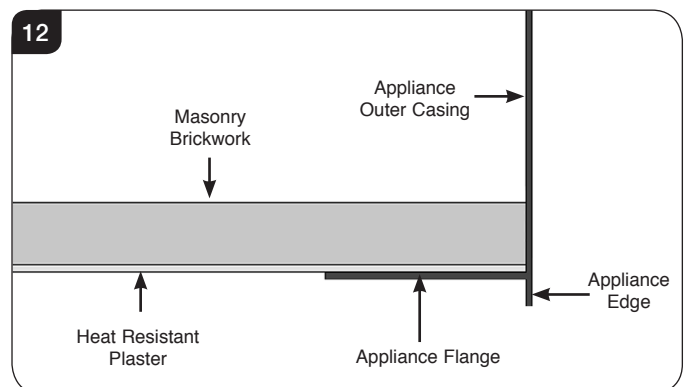 12
Appliance
Outer Casing
Masonry
Brickwork
Appliance
Edge
Heat Resistant
Plaster
Appliance Flange